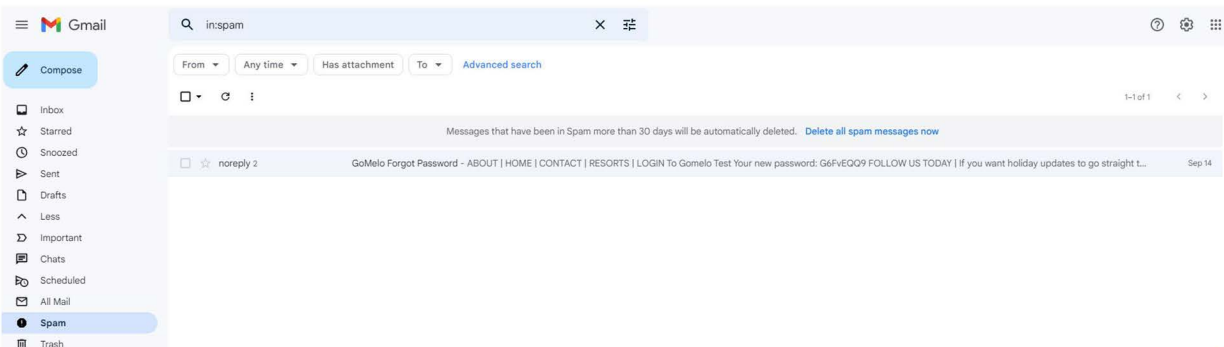 Gmail
in:spam
Compose
From
Any time
Has attachment
To
Advanced search
1–1 of 1
Inbox
Starred
Snoozed
Sent
Drafts
Less
Important
Chats
Scheduled
All Mail
Spam
Trash
Messages that have been in Spam more than 30 days will be automatically deleted. Delete all spam messages now
noreply 2 GoMelo Forgot Password - ABOUT | HOME | CONTACT | RESORTS | LOGIN To Gomelo Test Your new password: G6FvEQQ9 FOLLOW US TODAY | If you want holiday updates to go straight t... Sep 14